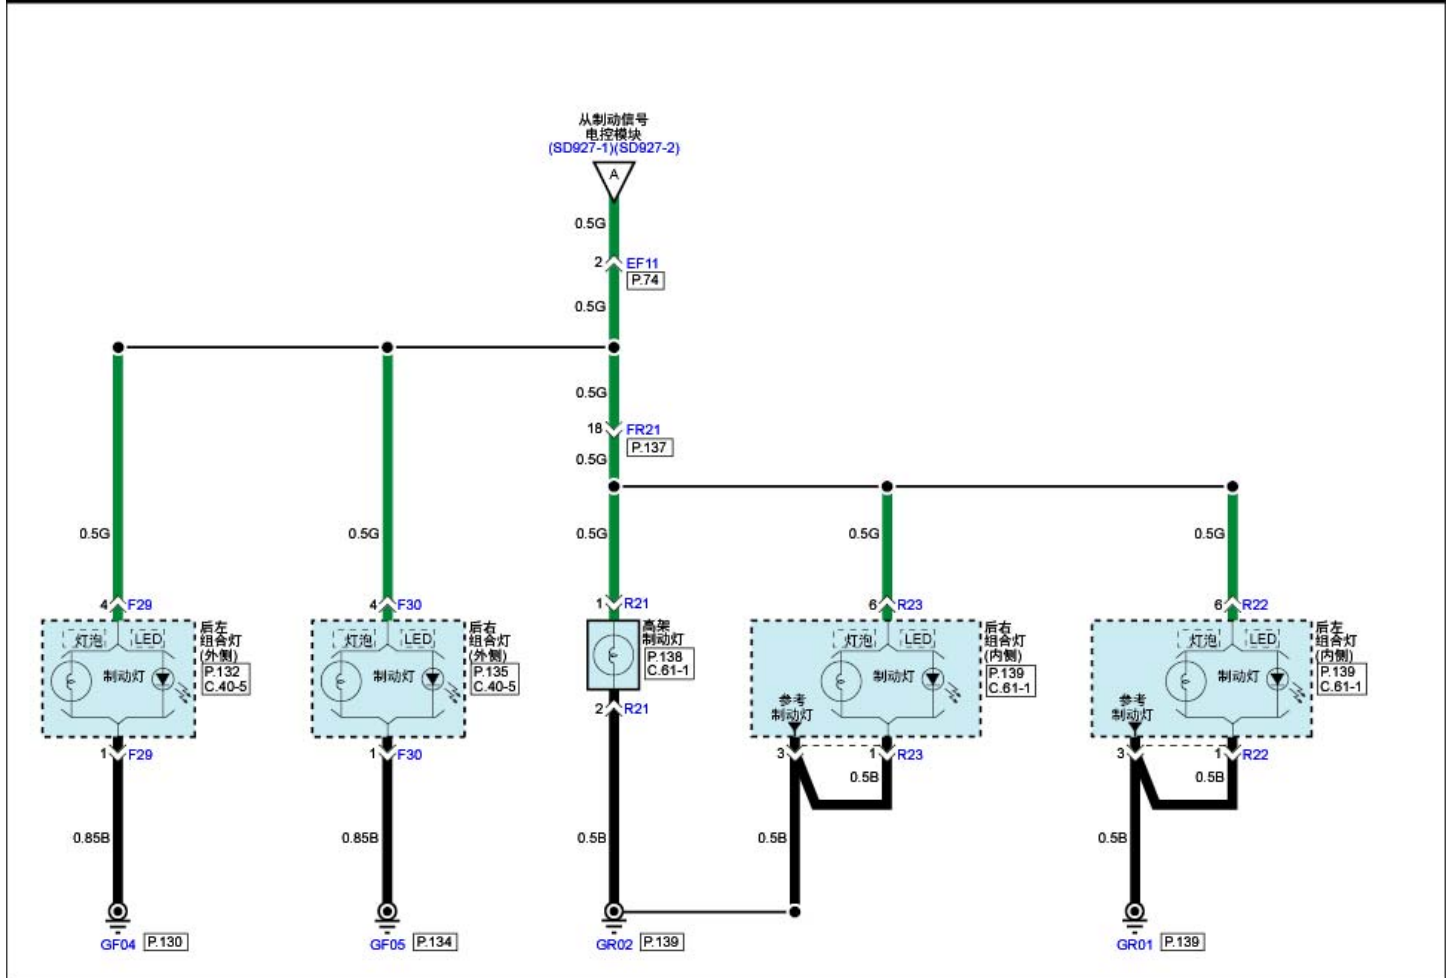 从制动信号
电控模块
(SD927-1)(SD927-2)
A
0.5G
2 EF11
P.74
0.5G
0.5G
18 FR21
P.137
0.5G
0.5G
0.5G
0.5G
0.5G
0.5G
4 F29
4 F30
1 R21
6 R23
6 R22
灯泡 LED
制动灯
后左
组合灯
(外侧)
P.132
C.40-5
灯泡 LED
制动灯
后右
组合灯
(外侧)
P.135
C.40-5
高架
制动灯
P.138
C.61-1
灯泡 LED
制动灯
参考
制动灯
后右
组合灯
(内侧)
P.139
C.61-1
灯泡 LED
制动灯
参考
制动灯
后左
组合灯
(内侧)
P.139
C.61-1
2 R21
1 F29
1 F30
3 1 R23
3 1 R22
0.5B
0.5B
0.85B
0.85B
0.5B
0.5B
0.5B
GF04 P.130
GF05 P.134
GR02 P.139
GR01 P.139